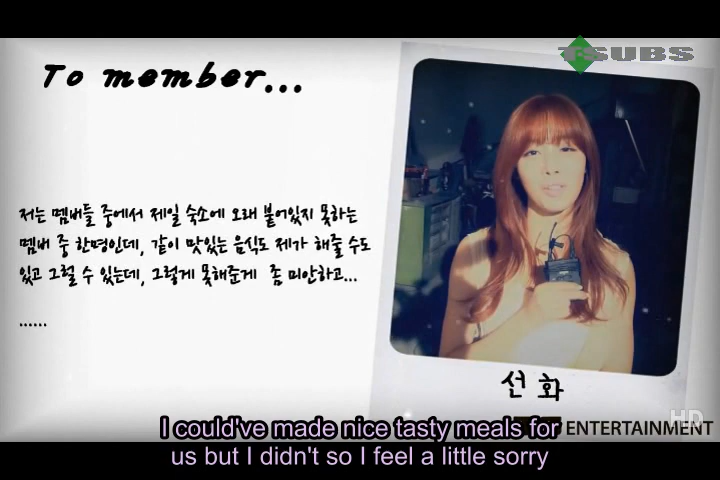 TSUBS
To member...
저는 멤버들 중에서 제일 숙소에 오래 붙어있지 못하는
멤버 중 한명인데, 같이 맛있는 음식도 제가 해줄 수도
있고 그럴 수 있는데, 그렇게 못해준게 좀 미안하고...
......
선화
HD
ENTERTAINMENT
I could've made nice tasty meals for
us but I didn't so I feel a little sorry